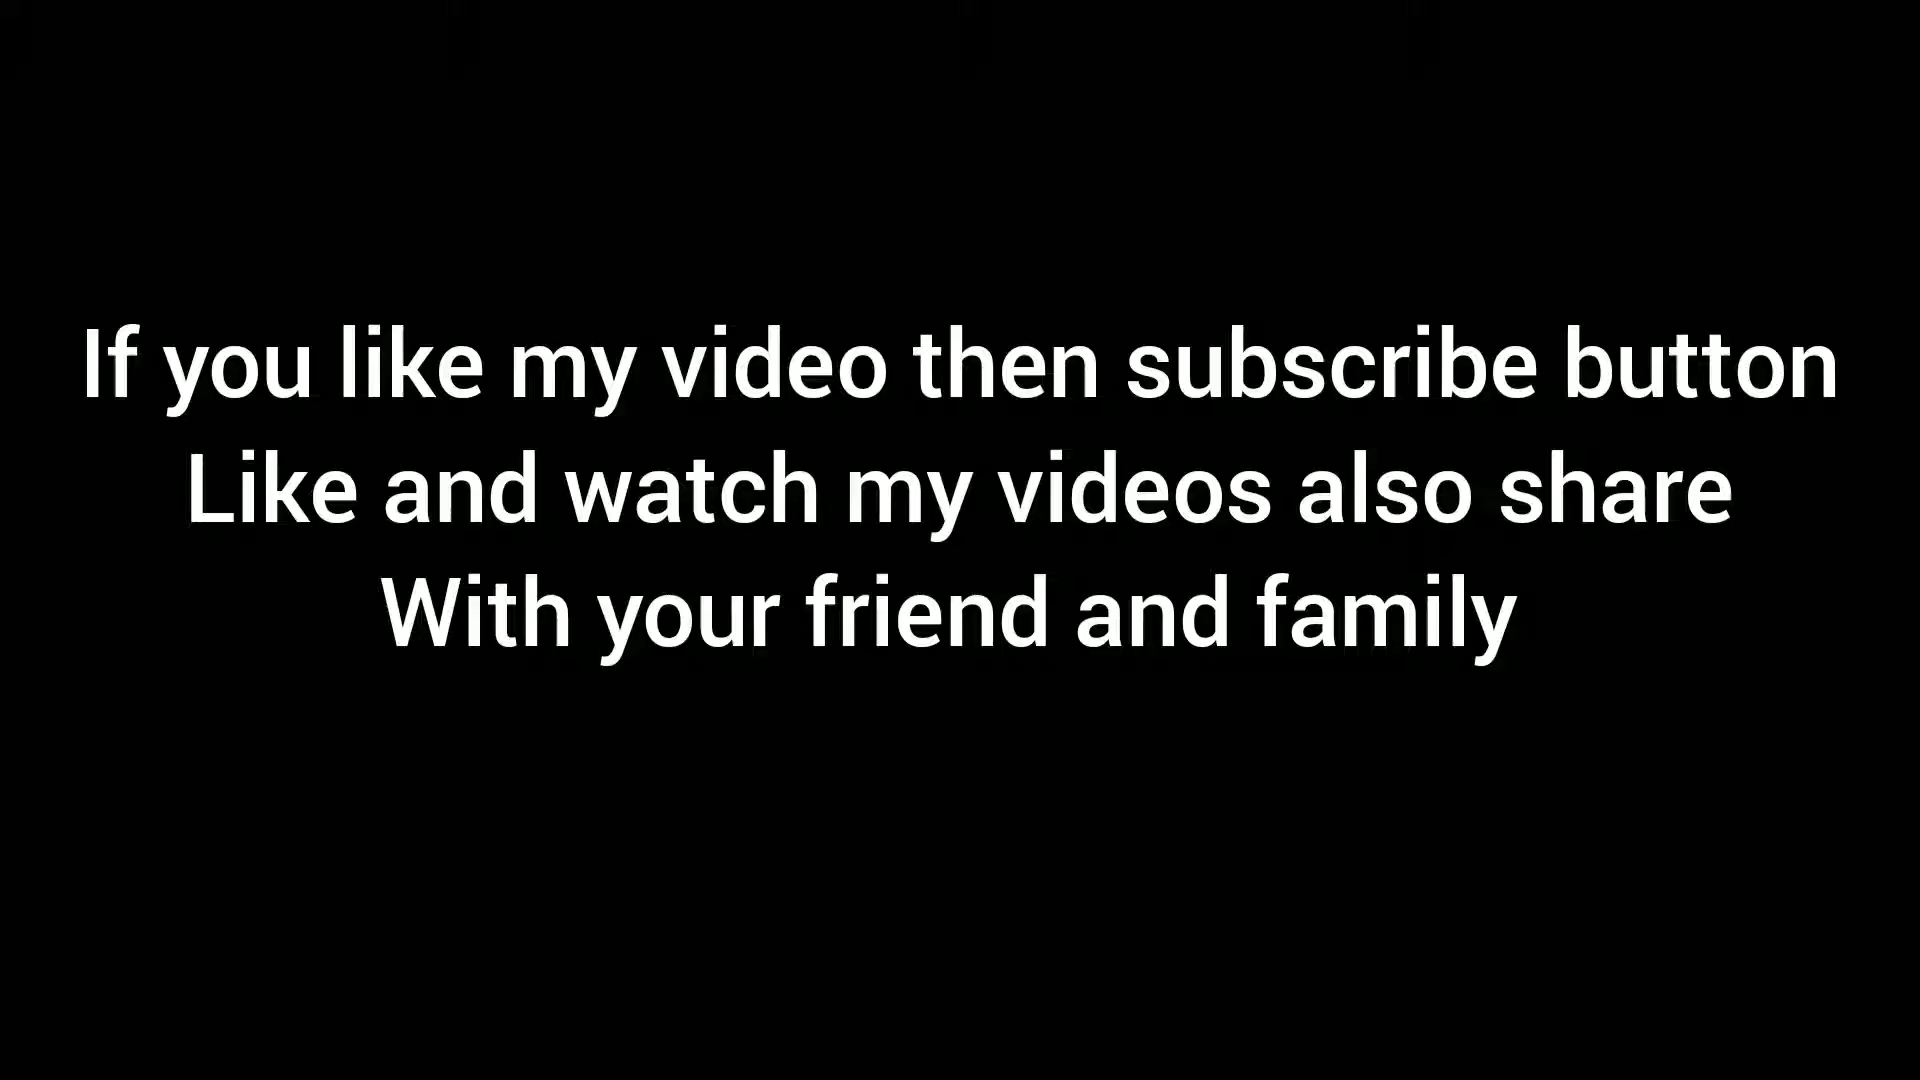 If you like my video then subscribe button
Like and watch my videos also share
With your friend and family